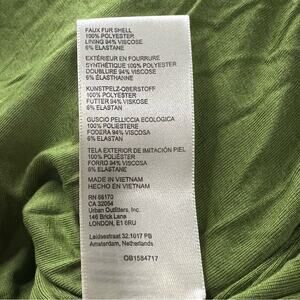 FAUX FUR SHELL
100% POLYESTER
LINING 94% VISCOSE
6% ELASTANE
EXTÉRIEUR EN FOURRURE
SYNTHÉTIQUE 100% POLYESTER
DOUBLURE 94% VISCOSE
6% ÉLASTHANNE
KUNSTPELZ-OBERSTOFF
100% POLYESTER
FUTTER 94% VISKOSE
6% ELASTAN
GUSCIO PELLICCIA ECOLOGICA
100% POLIESTERE
FODERA 94% VISCOSA
6% ELASTAN
TELA EXTERIOR DE IMITACIÓN PIEL
100% POLIÉSTER
FORRO 94% VISCOSA
6% ELASTANO
MADE IN VIETNAM
HECHO EN VIETNAM
RN 66170
CA 32054
Urban Outfitters, Inc.
146 Brick Lane
LONDON, E1 6RU
Leidsestraat 32,1017 PB
Amsterdam, Netherlands
OB1584717